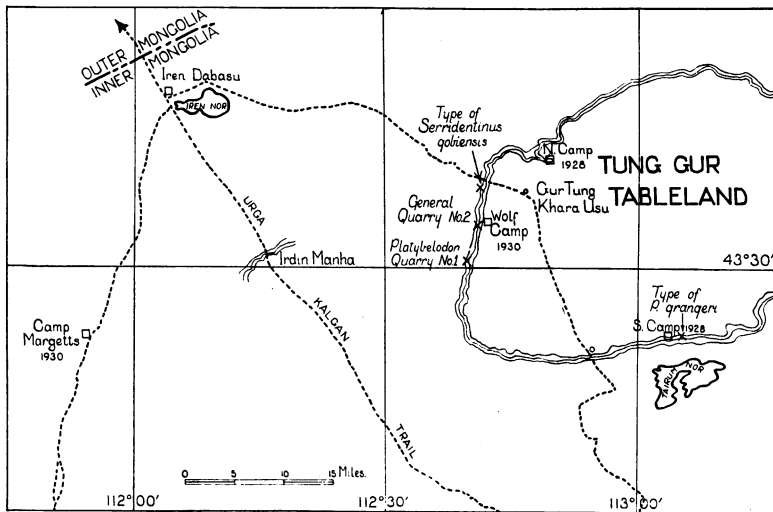 OUTER MONGOLIA
INNER MONGOLIA
Iren Dabasu
IREN NOR
Type of
Serridentinus
gobiensis
N. Camp
1928
TUNG GUR
TABLELAND
Gur Tung
Khara Usu
General
Quarry No.2
Wolf
Camp
1930
Platybelodon
Quarry No.1
URGA
Irdin Manha
43°30'
Type of
P. grangeri
S. Camp 1928
Camp
Margetts
1930
KALGAN
TAIRUM NOR
TRAIL
0 5 10 15 Miles.
112°00' 112°30' 113°00'